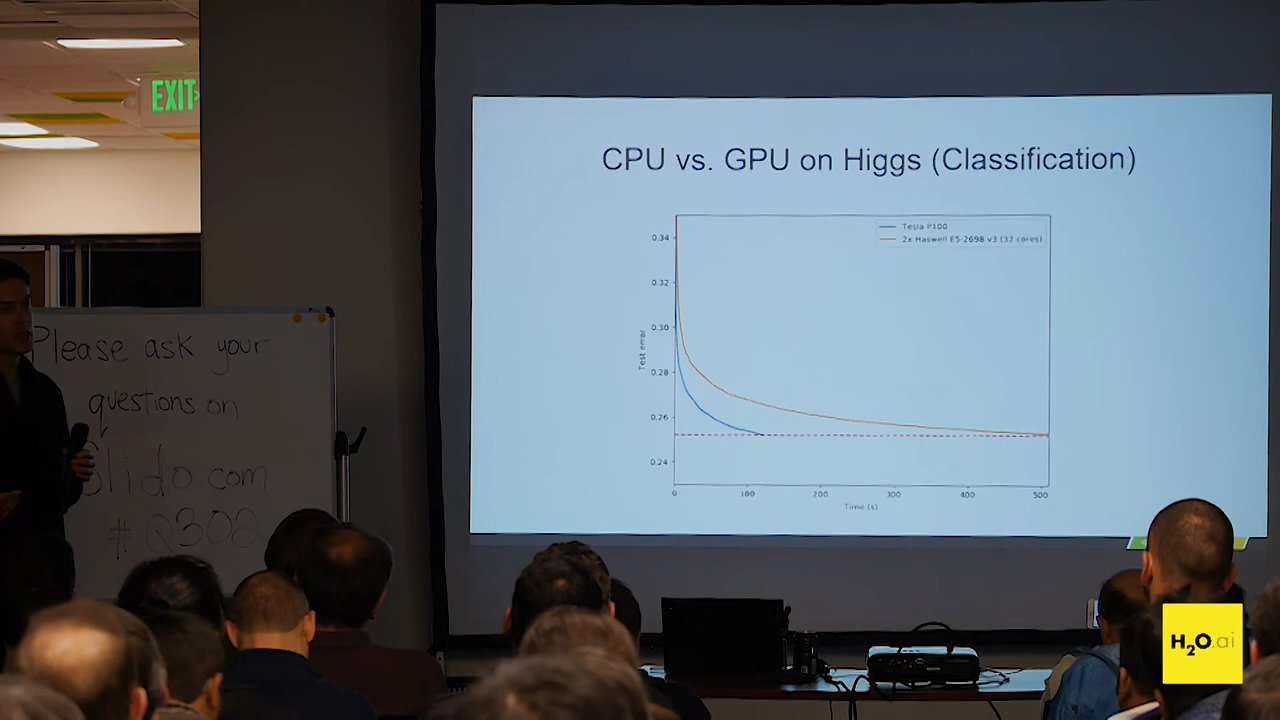 EXIT
Please ask your
questions on
Slido com
#Q302
CPU vs. GPU on Higgs (Classification)
Tesla P100
2x Haswell E5-2698 v3 (32 cores)
Test error
0.34
0.32
0.30
0.28
0.26
0.24
0
100
200
300
400
500
Time (s)
H2O.ai